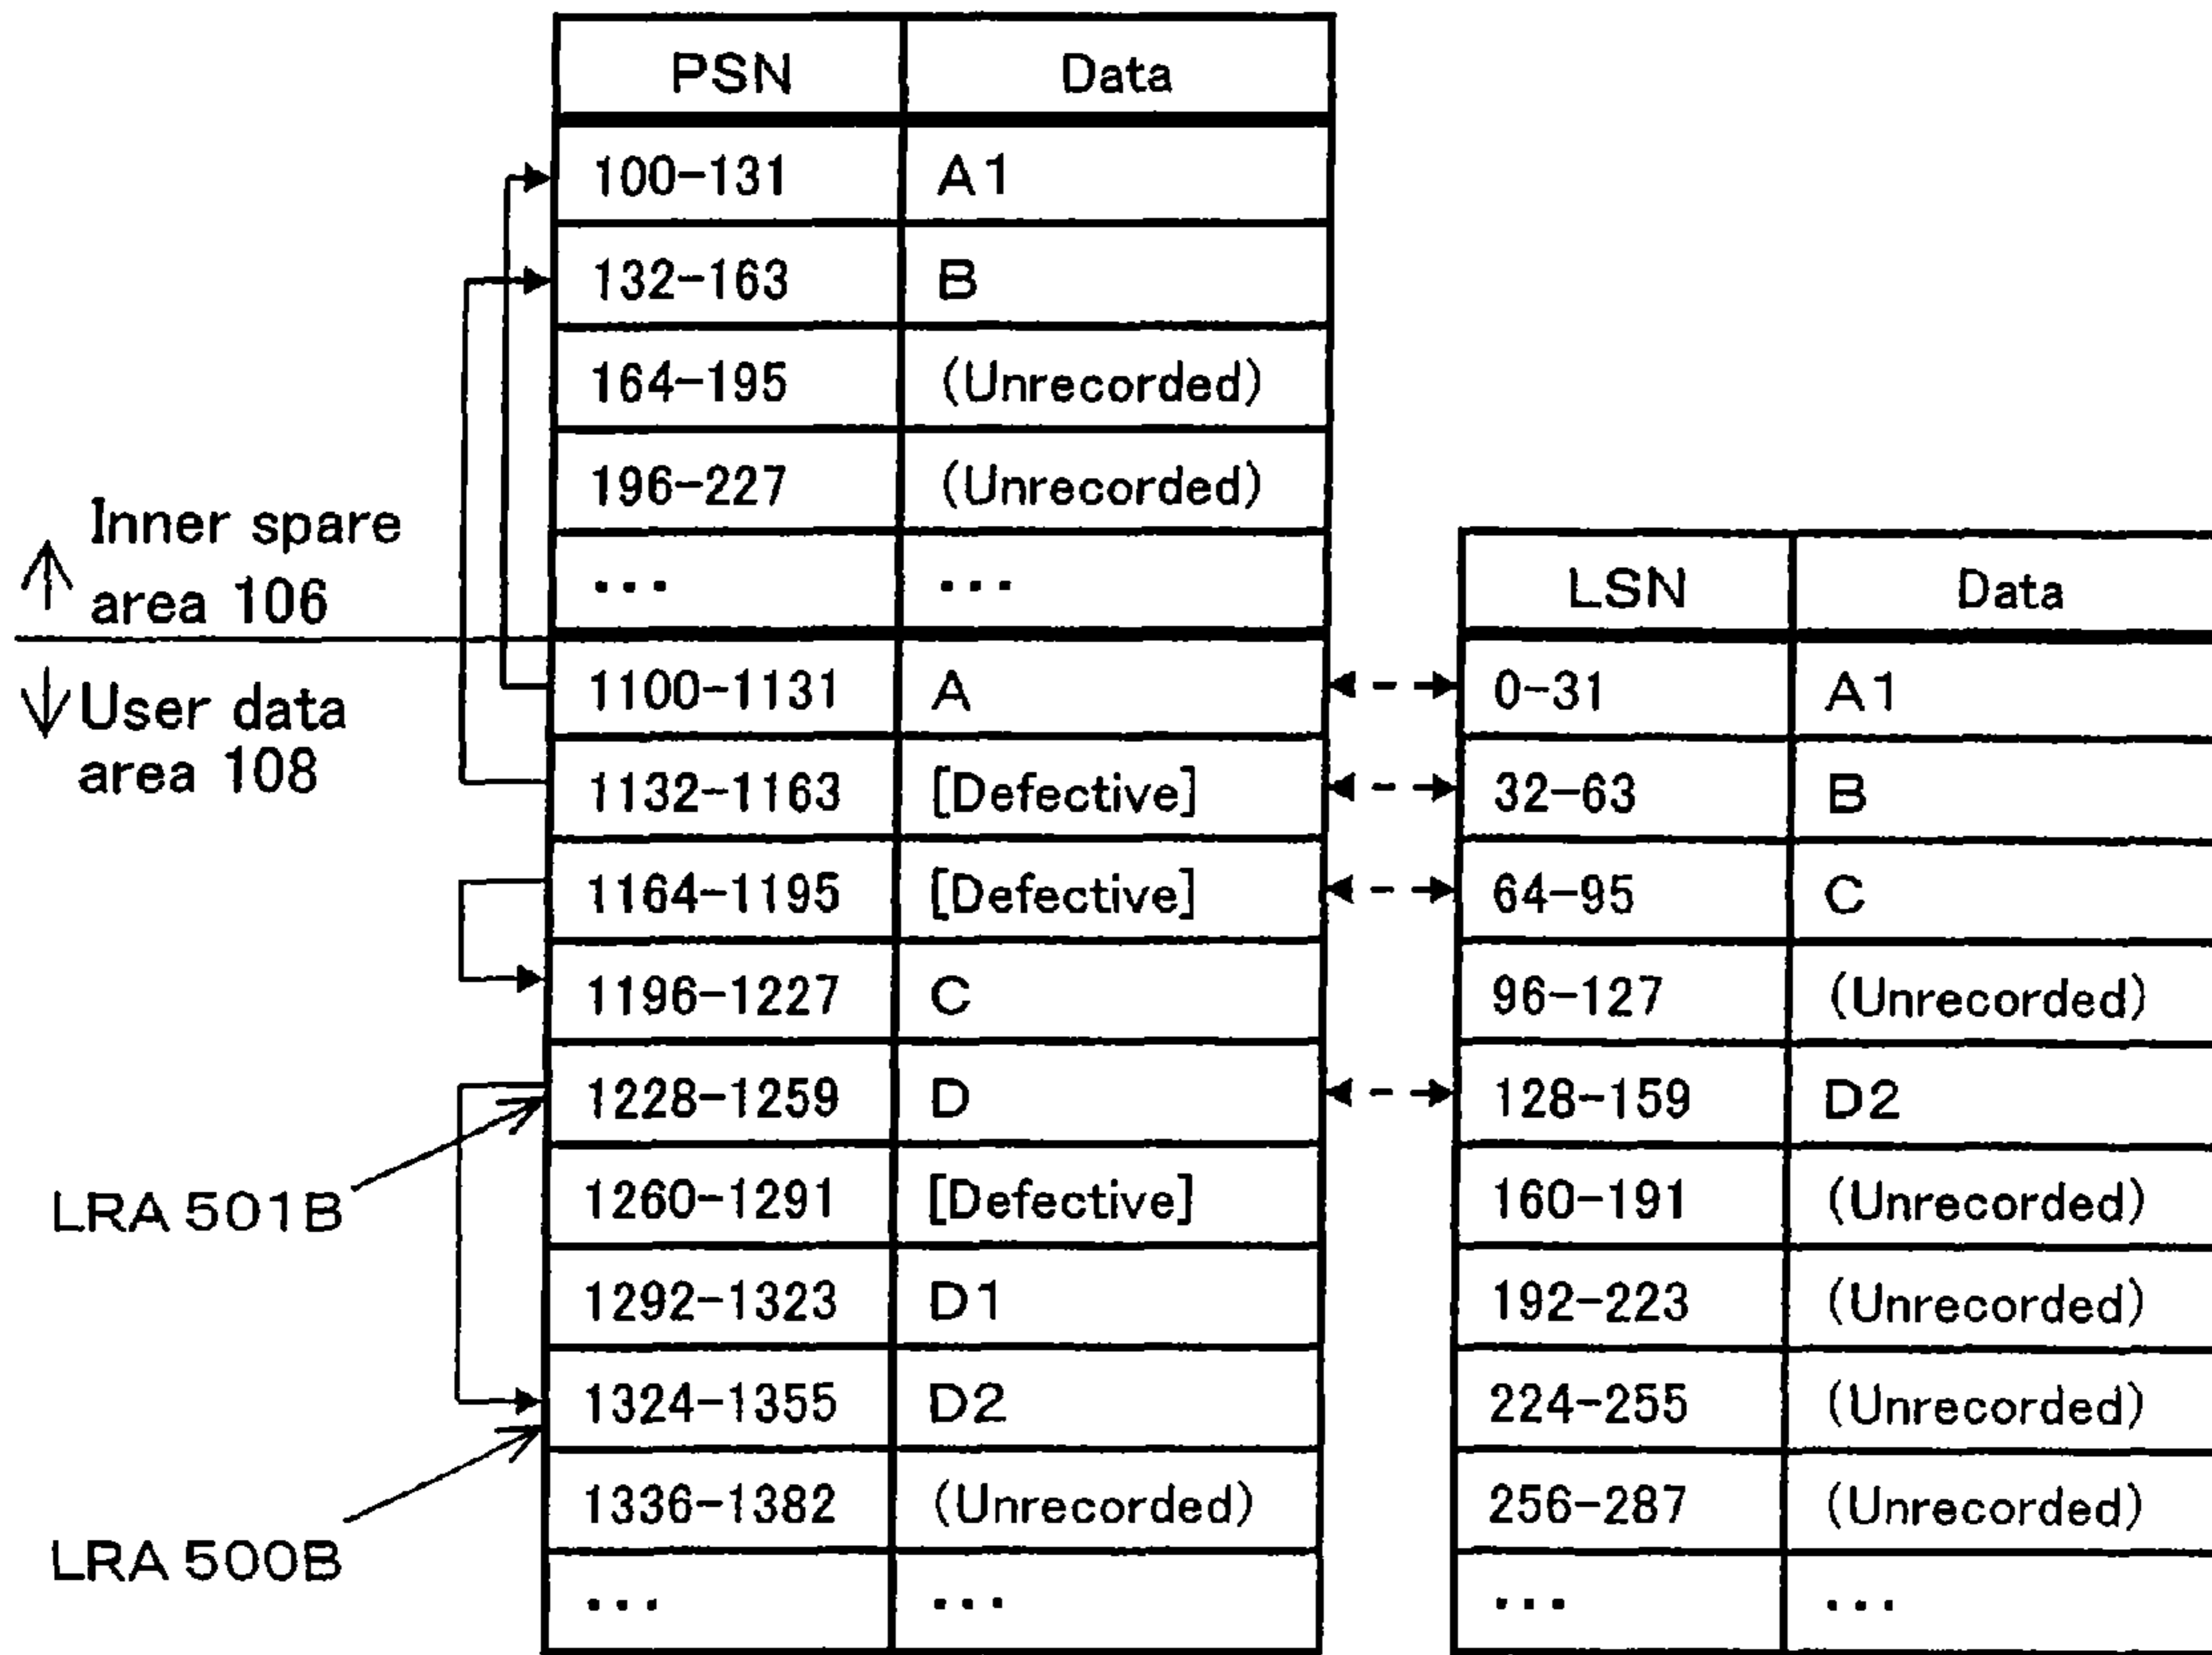 PSN Data
100-131 A1
132-163 B
164-195 (Unrecorded)
196-227 (Unrecorded)
... ...
Inner spare
area 106
User data
area 108
1100-1131 A
1132-1163 [Defective]
1164-1195 [Defective]
1196-1227 C
1228-1259 D
1260-1291 [Defective]
1292-1323 D1
1324-1355 D2
1336-1382 (Unrecorded)
... ...
LRA 501B
LRA 500B
LSN Data
0-31 A1
32-63 B
64-95 C
96-127 (Unrecorded)
128-159 D2
160-191 (Unrecorded)
192-223 (Unrecorded)
224-255 (Unrecorded)
256-287 (Unrecorded)
... ...